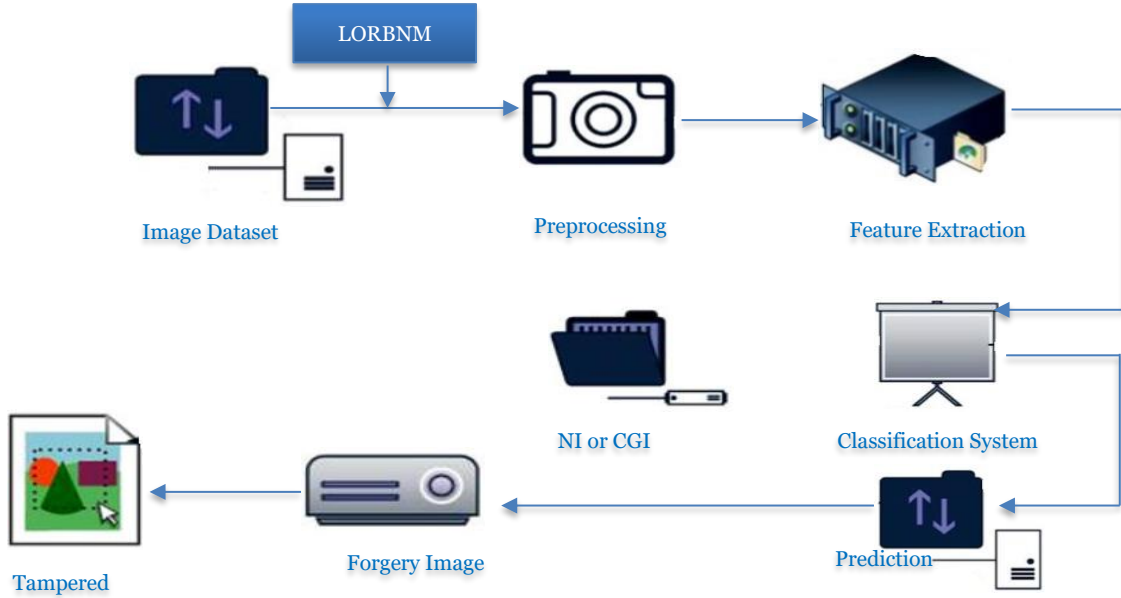 LORBNM
Image Dataset
Preprocessing
Feature Extraction
NI or CGI
Classification System
Prediction
Forgery Image
Tampered